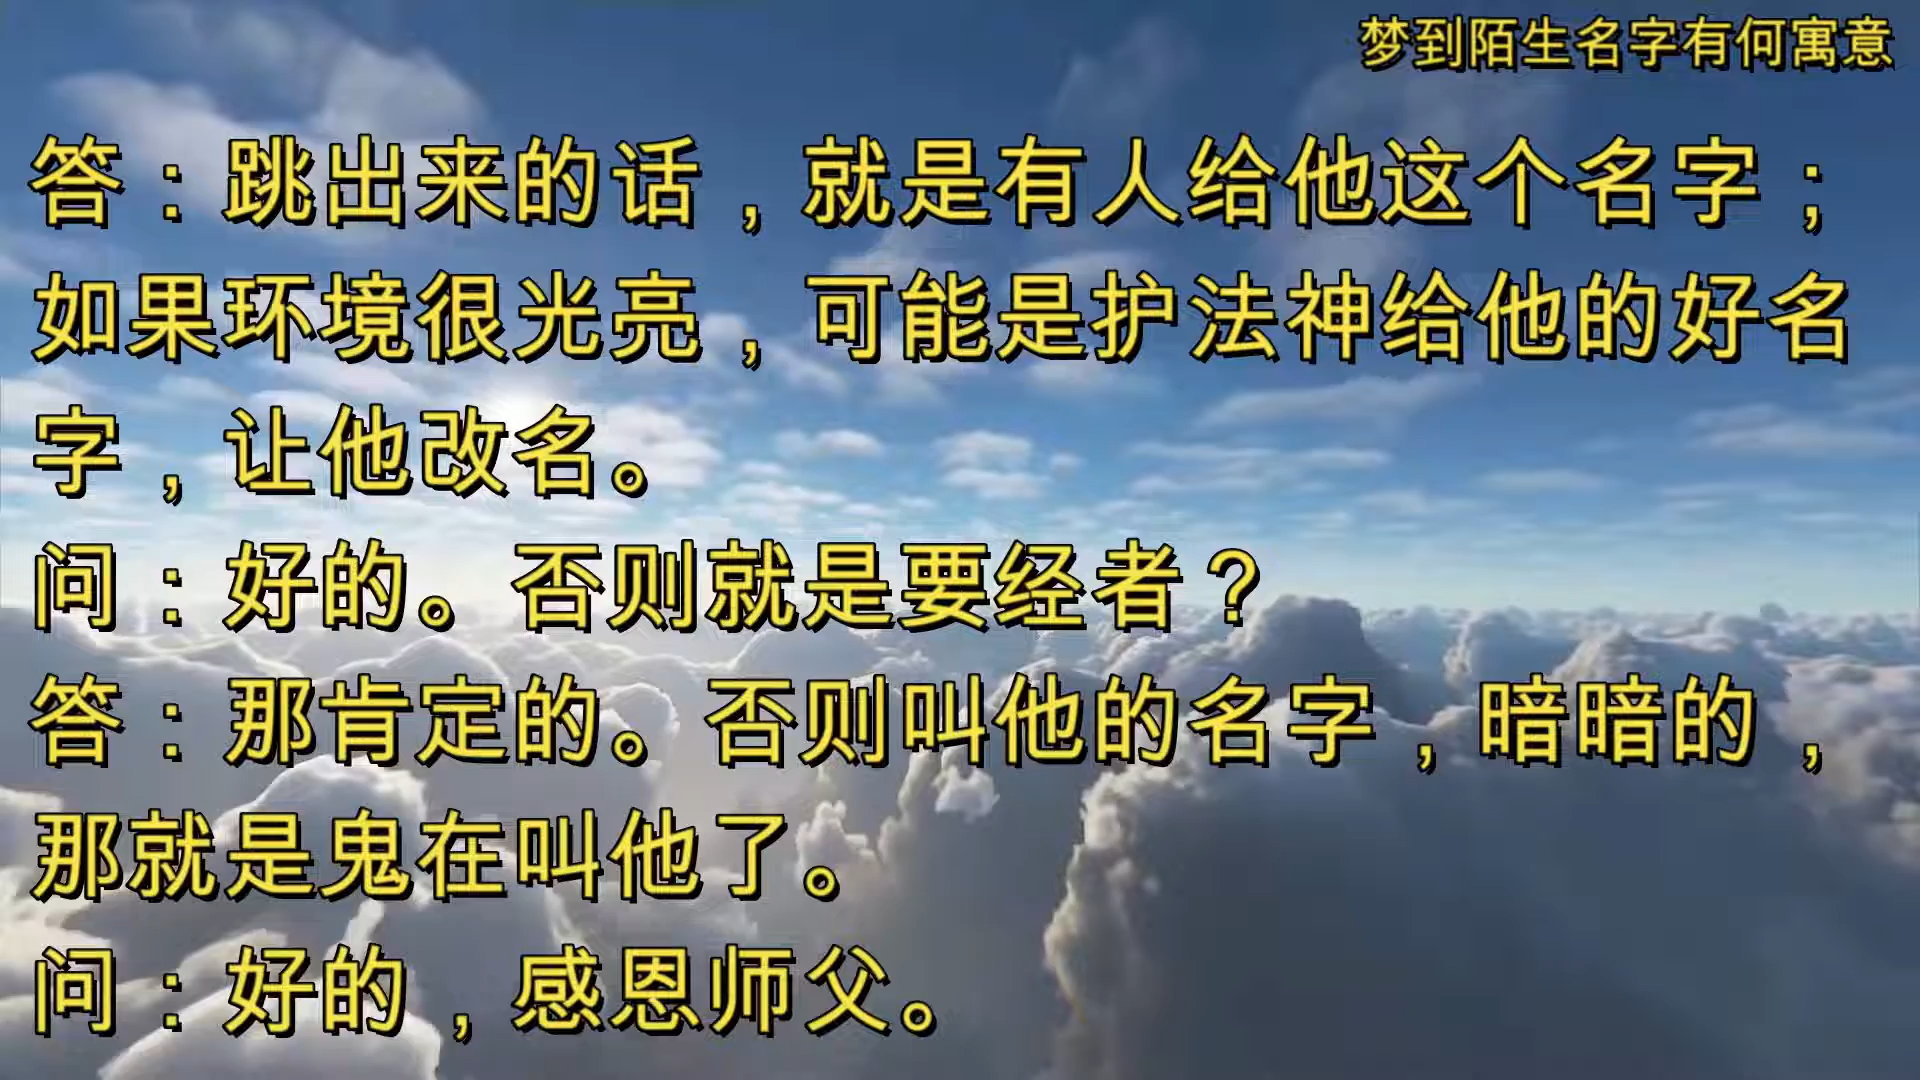 梦到陌生名字有何寓意
答：跳出来的话，就是有人给他这个名字；
如果环境很光亮，可能是护法神给他的好名
字，让他改名。
问：好的。否则就是要经者？
答：那肯定的。否则叫他的名字，暗暗的，
那就是鬼在叫他了。
问：好的，感恩师父。